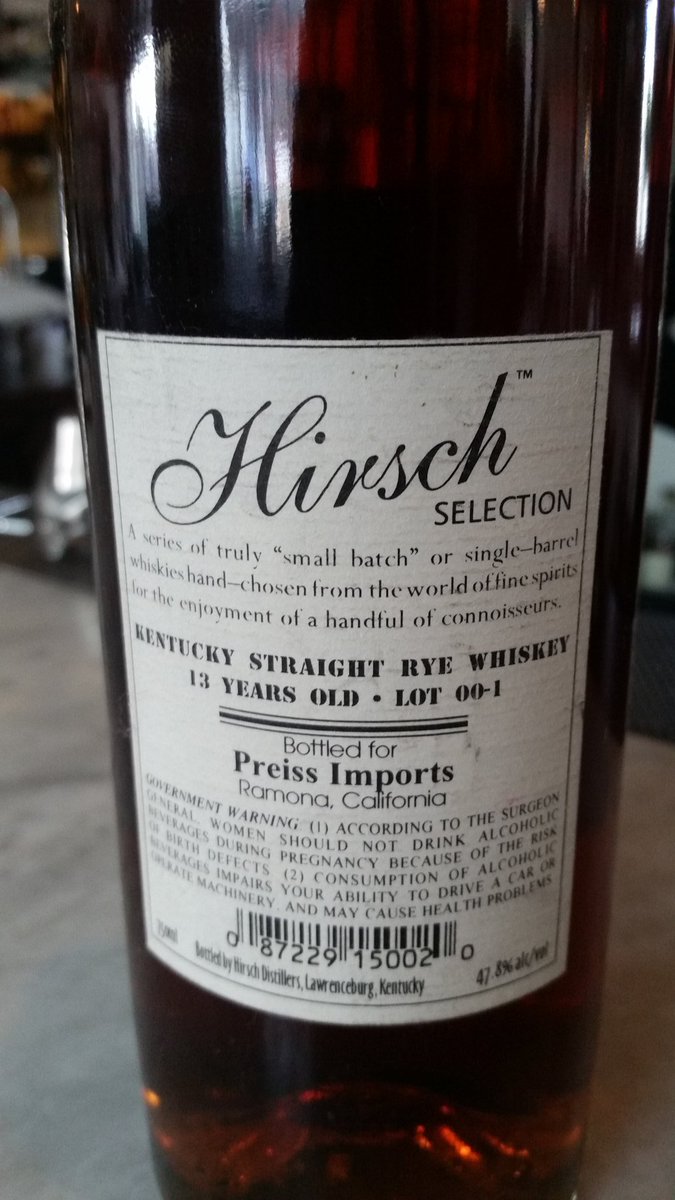 Hirsch™
SELECTION
A series of truly "small batch" or single-barrel
whiskies hand-chosen from the world of fine spirits
for the enjoyment of a handful of connoisseurs.
KENTUCKY STRAIGHT RYE WHISKEY
13 YEARS OLD • LOT 00-1
Bottled for
Preiss Imports
Ramona, California
GOVERNMENT WARNING (1) ACCORDING TO THE SURGEON
GENERAL, WOMEN SHOULD NOT DRINK ALCOHOLIC
BEVERAGES DURING PREGNANCY BECAUSE OF THE RISK
OF BIRTH DEFECTS (2) CONSUMPTION OF ALCOHOLIC
BEVERAGES IMPAIRS YOUR ABILITY TO DRIVE A CAR OR
OPERATE MACHINERY, AND MAY CAUSE HEALTH PROBLEMS
0 87229 15002 0
750ml Bottled by Hirsch Distillers, Lawrenceburg, Kentucky 47.8% alc/vol